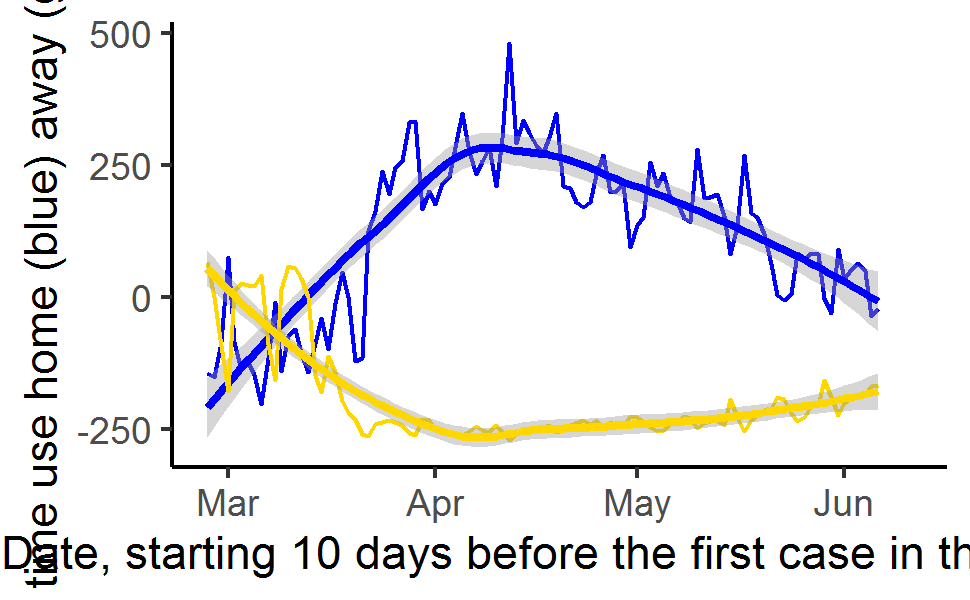 time use home (blue) away (
500
250
0
-250
Mar Apr May Jun
Date, starting 10 days before the first case in th